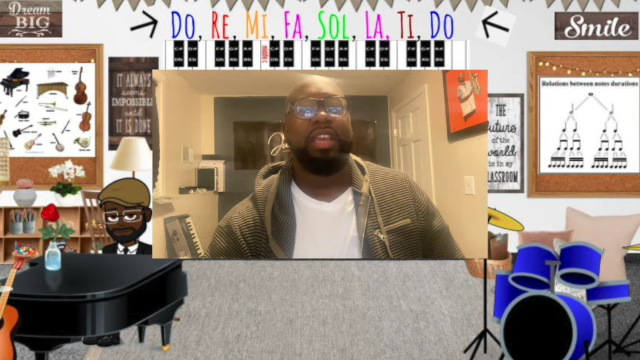 Dream
BIG
Do, Re, Mi, Fa, Sol, La, Ti, Do
Smile
IT ALWAYS
IMPOSSIBLE
until
IT IS DONE
Relations between notes durations
THE
future
of the
world
is in my
CLASSROOM